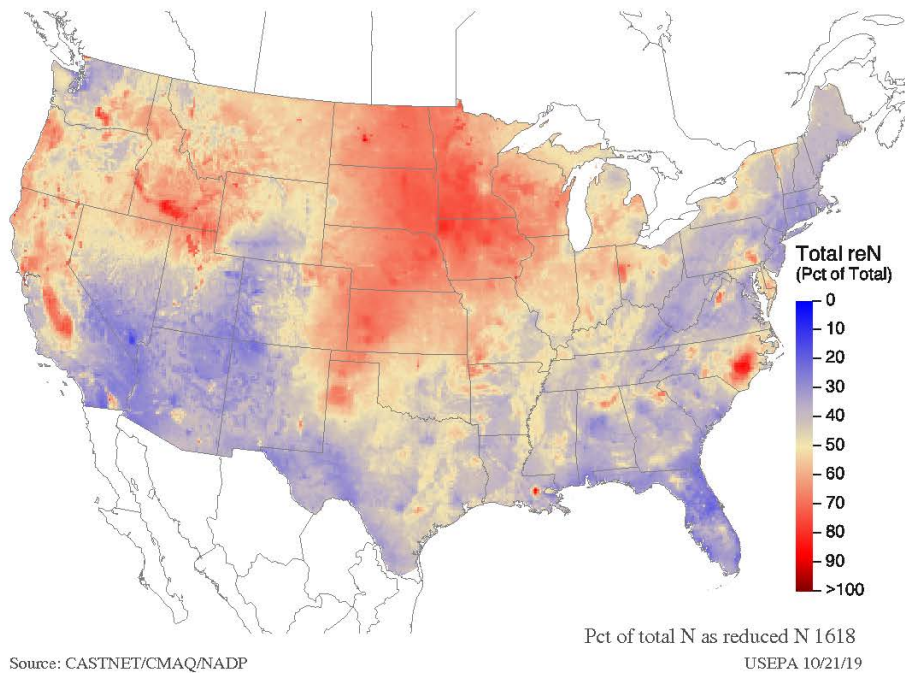 Total reN
(Pct of Total)
0
10
20
30
40
50
60
70
80
90
>100
Pct of total N as reduced N 1618
Source: CASTNET/CMAQ/NADP
USEPA 10/21/19